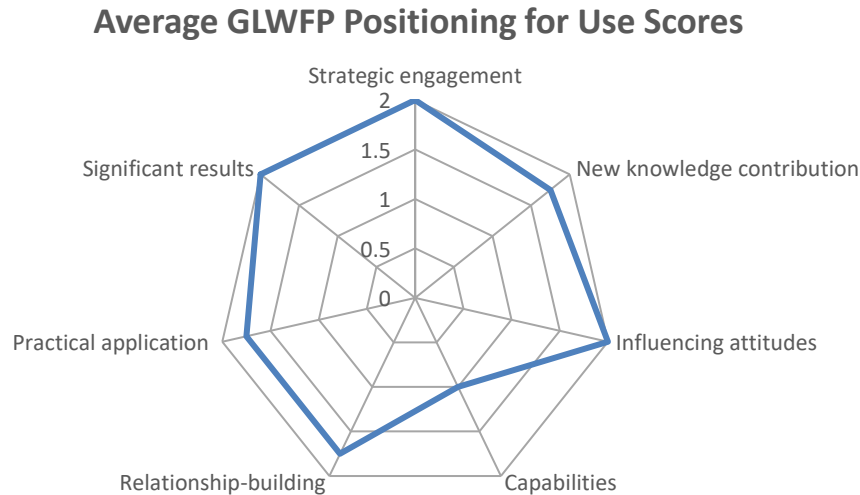 Average GLWFP Positioning for Use Scores
Strategic engagement
2
1.5
1
0.5
0
New knowledge contribution
Influencing attitudes
Capabilities
Relationship-building
Practical application
Significant results